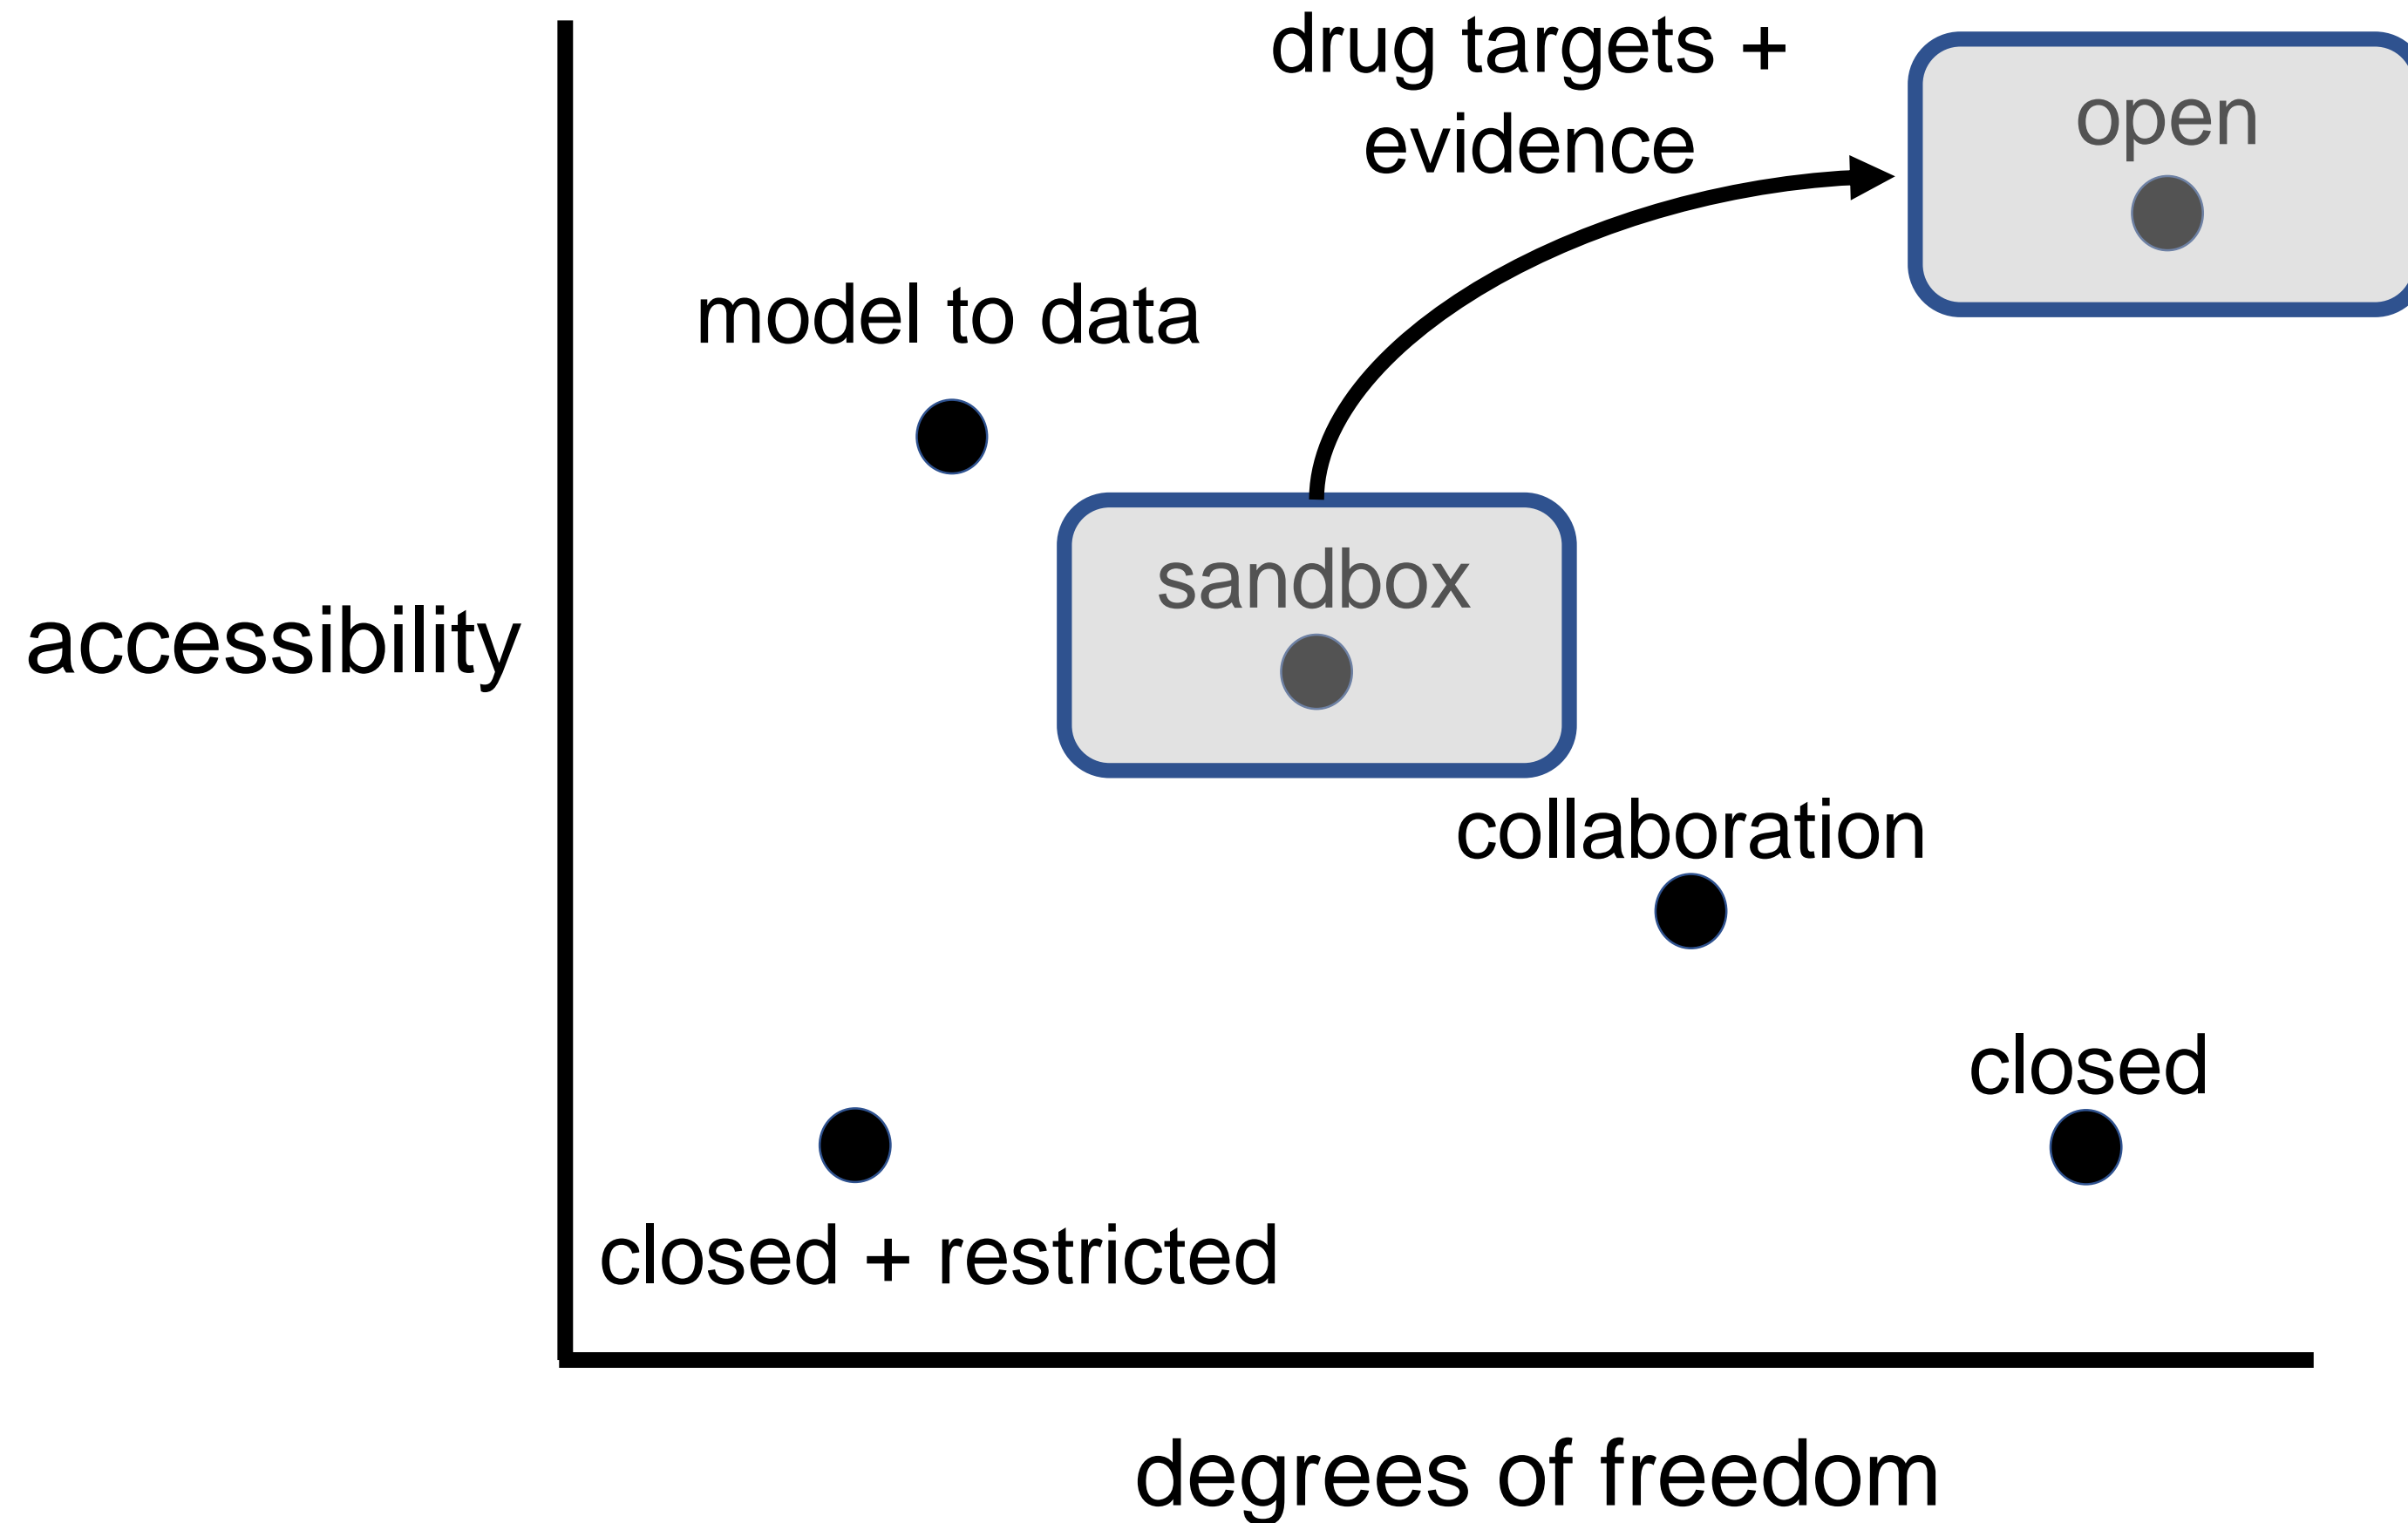 drug targets +
evidence
open
model to data
sandbox
accessibility
collaboration
closed
closed + restricted
degrees of freedom